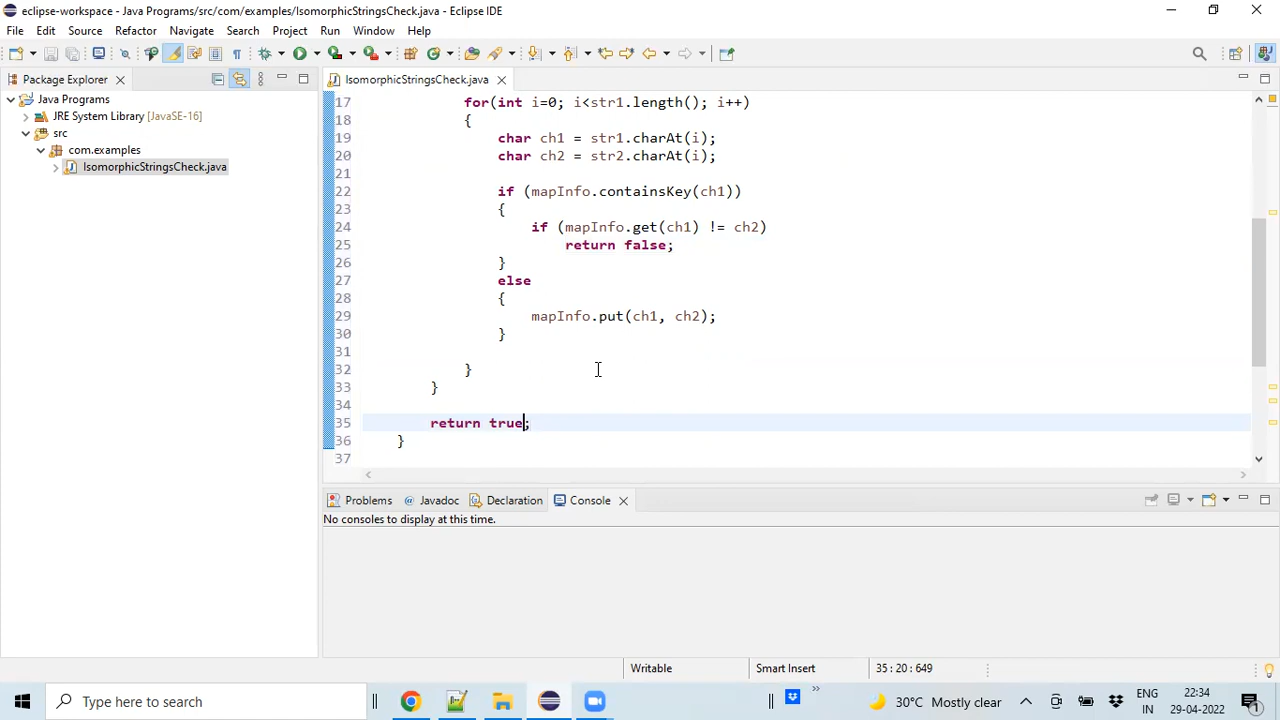 eclipse-workspace - Java Programs/src/com/examples/IsomorphicStringsCheck.java - Eclipse IDE
File Edit Source Refactor Navigate Search Project Run Window Help
Package Explorer
Java Programs
JRE System Library [JavaSE-16]
src
com.examples
IsomorphicStringsCheck.java
IsomorphicStringsCheck.java
17 for(int i=0; i<str1.length(); i++)
18 {
19 char ch1 = str1.charAt(i);
20 char ch2 = str2.charAt(i);
21
22 if (mapInfo.containsKey(ch1))
23 {
24 if (mapInfo.get(ch1) != ch2)
25 return false;
26 }
27 else
28 {
29 mapInfo.put(ch1, ch2);
30 }
31
32 }
33 }
34
35 return true;
36 }
37
Problems @ Javadoc Declaration Console
No consoles to display at this time.
Writable Smart Insert 35 : 20 : 649
Type here to search
30°C Mostly clear
ENG
IN
22:34
29-04-2022
1